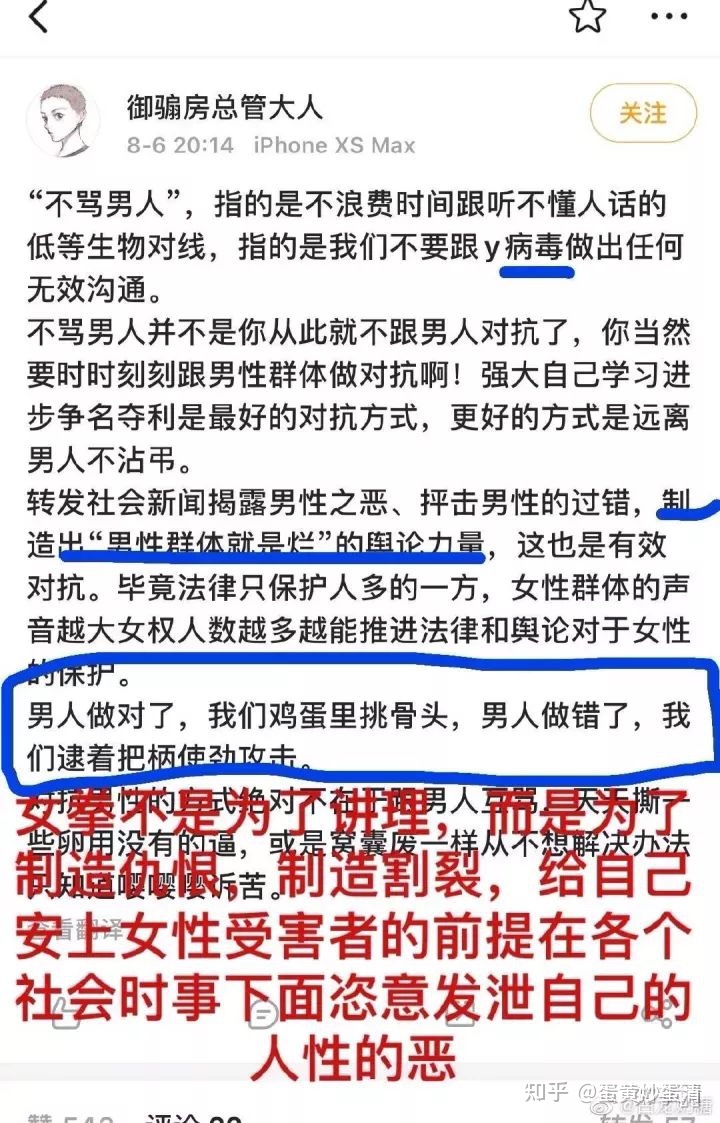 御骟房总管大人
关注
8-6 20:14 iPhone XS Max
“不骂男人”，指的是不浪费时间跟听不懂人话的
低等生物对线，指的是我们不要跟y病毒做出任何
无效沟通。
不骂男人并不是你从此就不跟男人对抗了，你当然
要时时刻刻跟男性群体做对抗啊！强大自己学习进
步争名夺利是最好的对抗方式，更好的方式是远离
男人不沾弔。
转发社会新闻揭露男性之恶、抨击男性的过错，制
造出“男性群体就是烂”的舆论力量，这也是有效
对抗。毕竟法律只保护人多的一方，女性群体的声
音越大女权人数越多越能推进法律和舆论对于女性
的保护。
男人做对了，我们鸡蛋里挑骨头，男人做错了，我
们逮着把柄使劲攻击。
对抗男性的方式绝对不在于跟男人互骂，天天撕一
女拳不是为了讲理，而是为了
些卵用没有的逼，或是窝囊废一样从不想解决办法
制造仇恨，制造割裂，给自己
只知道嘤嘤嘤诉苦。
查看翻译
安上女性受害者的前提在各个
社会时事下面恣意发泄自己的
人性的恶
知乎 @蛋黄炒蛋清
赞 542 评论 22 转发 57